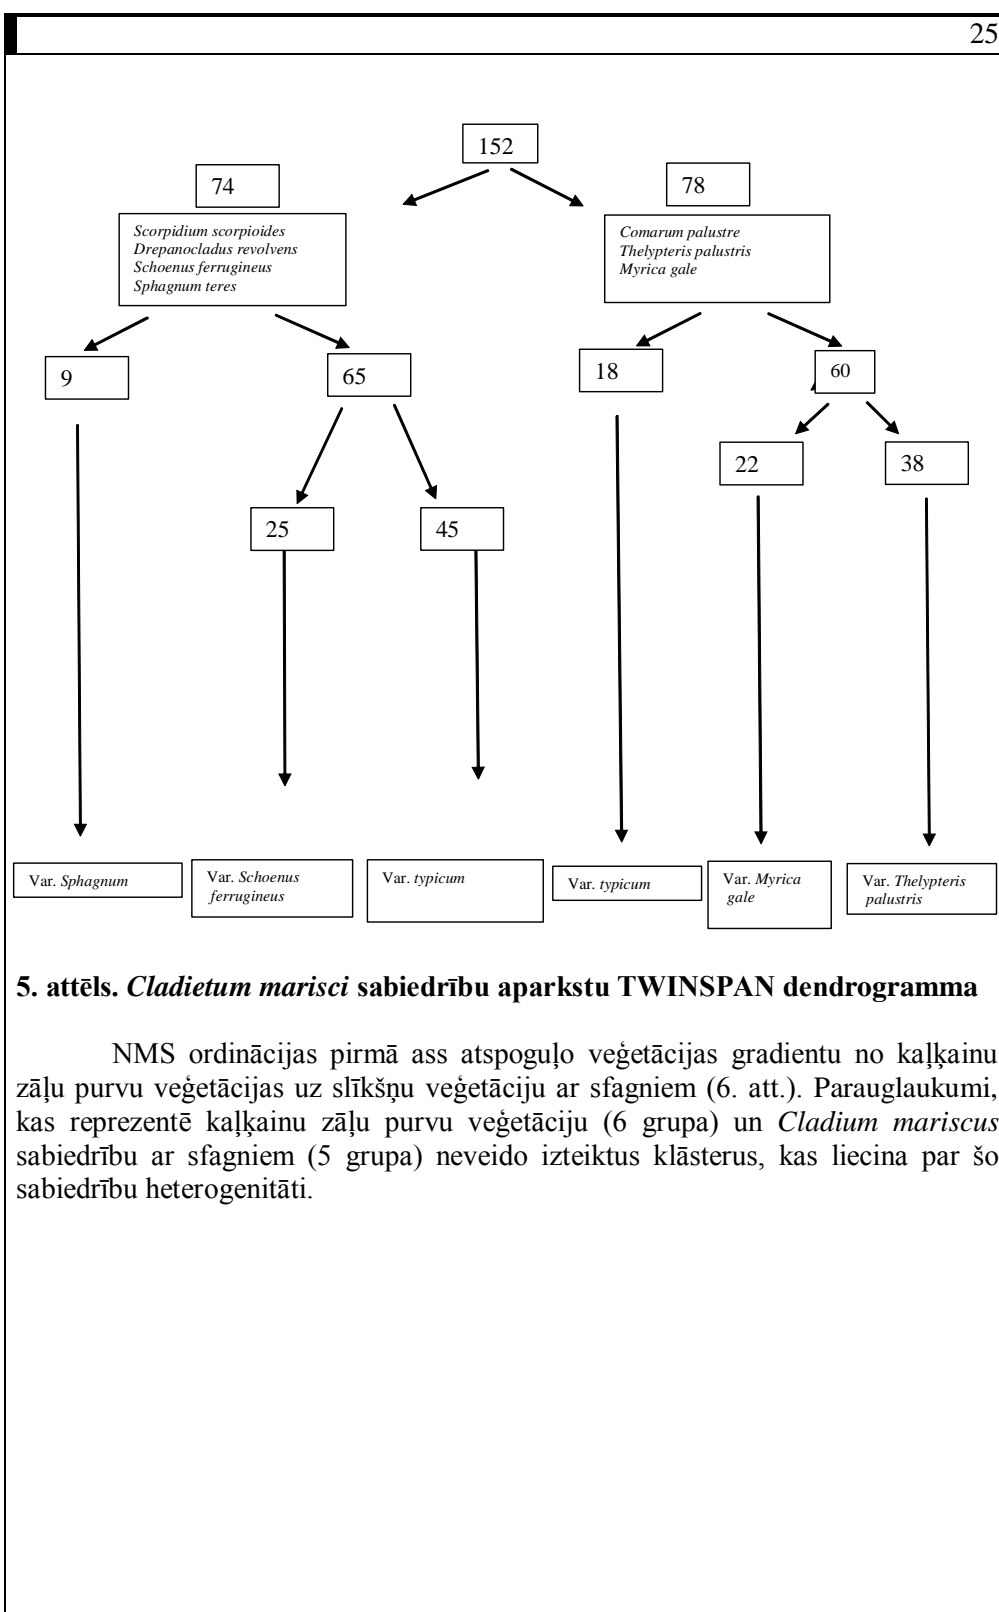 25
152
74
78
Scorpidium scorpioides
Drepanocladus revolvens
Schoenus ferrugineus
Sphagnum teres
Comarum palustre
Thelypteris palustris
Myrica gale
9
65
18
60
22
38
25
45
Var. Sphagnum
Var. Schoenus
ferrugineus
Var. typicum
Var. typicum
Var. Myrica
gale
Var. Thelypteris
palustris
5. attēls. Cladietum marisci sabiedrību aparkstu TWINSPAN dendrogramma
NMS ordinācijas pirmā ass atspoguļo veģetācijas gradientu no kaļķainu
zāļu purvu veģetācijas uz slīkšņu veģetāciju ar sfagniem (6. att.). Parauglaukumi,
kas reprezentē kaļķainu zāļu purvu veģetāciju (6 grupa) un Cladium mariscus
sabiedrību ar sfagniem (5 grupa) neveido izteiktus klāsterus, kas liecina par šo
sabiedrību heterogenitāti.